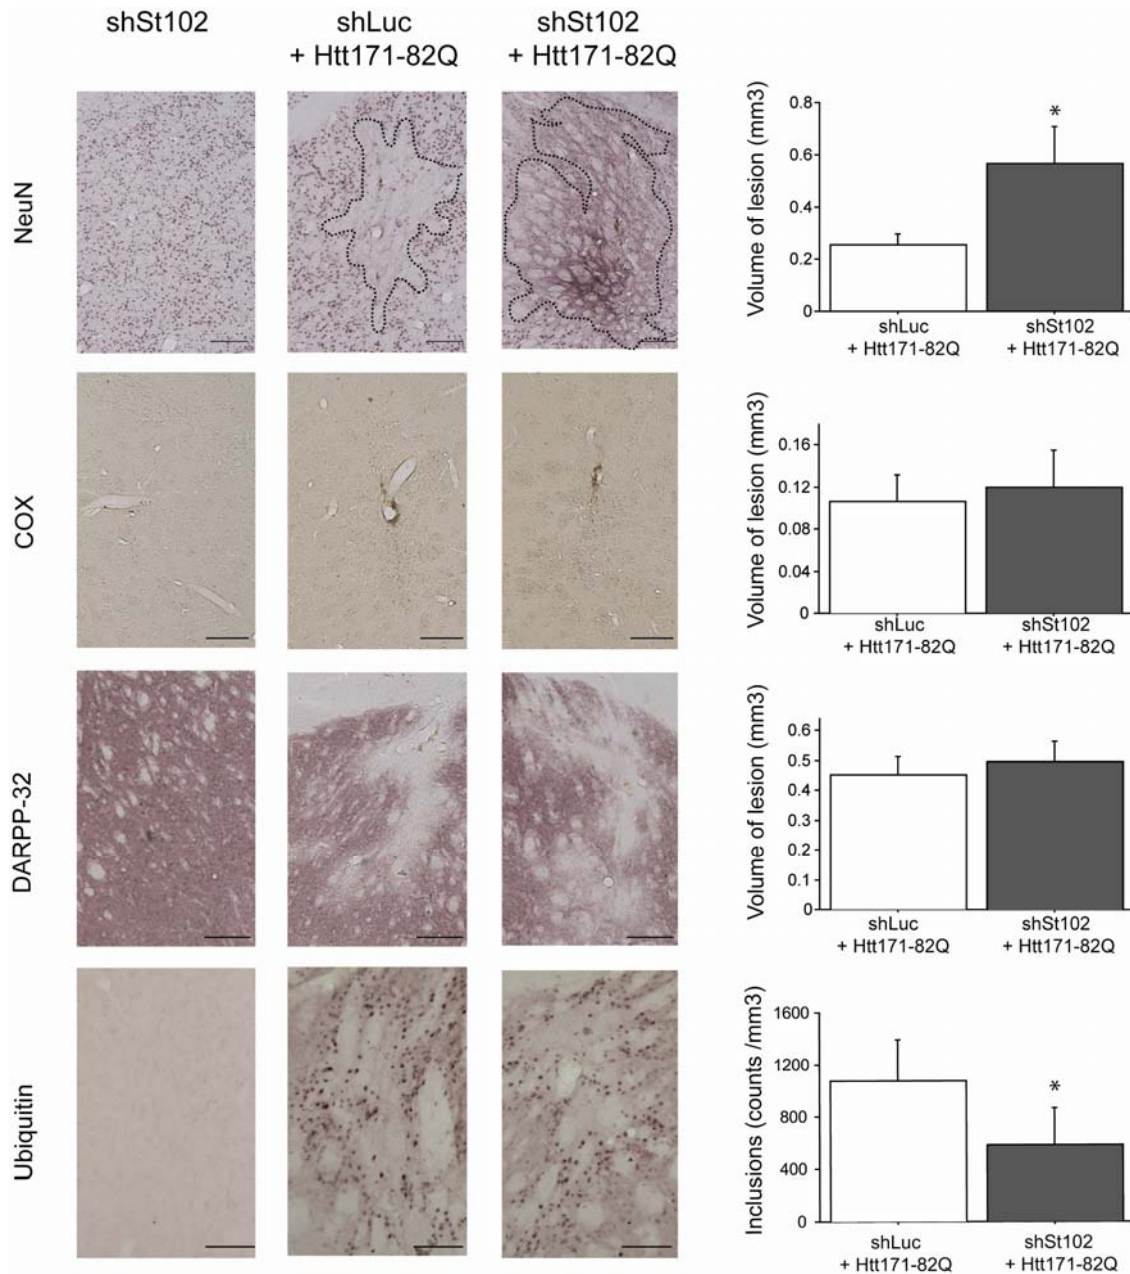 shSt102
shLuc
+ Htt171-82Q
shSt102
+ Htt171-82Q
NeuN
Volume of lesion (mm3)
0.8
0.6
0.4
0.2
0
*
shLuc
+ Htt171-82Q
shSt102
+ Htt171-82Q
COX
Volume of lesion (mm3)
0.16
0.12
0.08
0.04
0
shLuc
+ Htt171-82Q
shSt102
+ Htt171-82Q
DARPP-32
Volume of lesion (mm3)
0.6
0.5
0.4
0.3
0.2
0.1
0
shLuc
+ Htt171-82Q
shSt102
+ Htt171-82Q
Ubiquitin
Inclusions (counts /mm3)
1600
1200
800
400
0
*
shLuc
+ Htt171-82Q
shSt102
+ Htt171-82Q